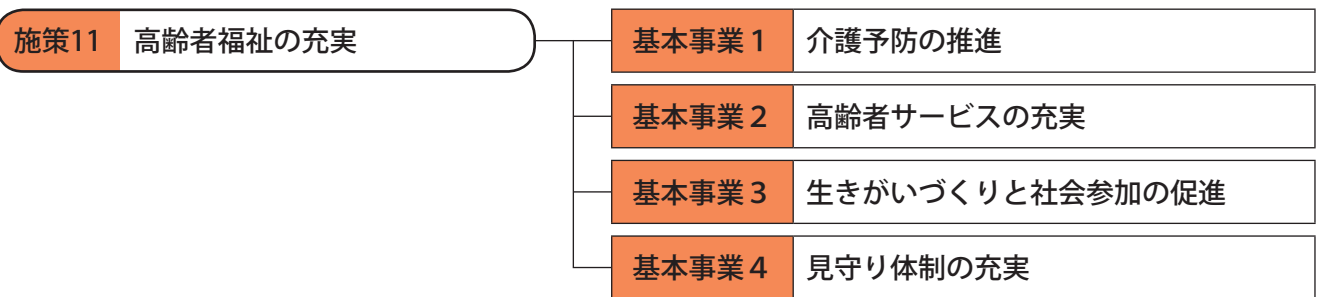 施策11 高齢者福祉の充実
基本事業1 介護予防の推進
基本事業2 高齢者サービスの充実
基本事業3 生きがいづくりと社会参加の促進
基本事業4 見守り体制の充実